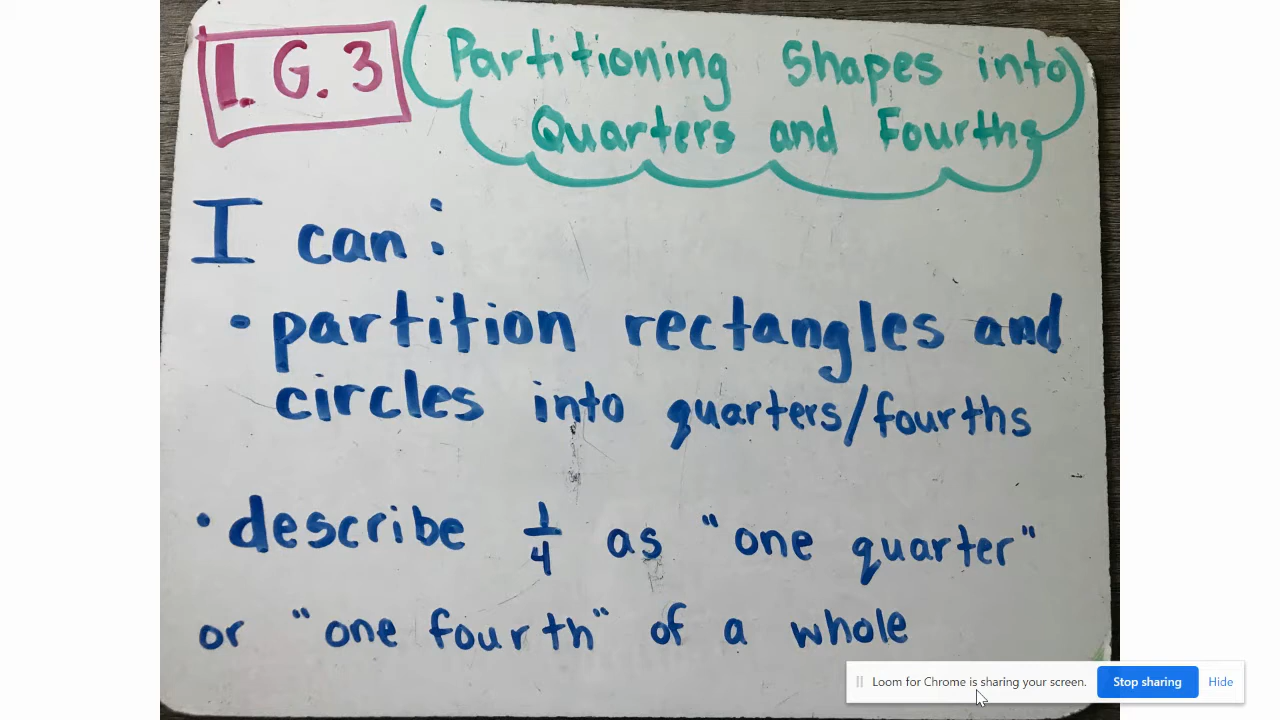 1. G. 3
Partitioning Shapes into
Quarters and Fourths
I can:
• partition rectangles and
circles into quarters/fourths
• describe 1/4 as "one quarter"
or "one fourth" of a whole
Loom for Chrome is sharing your screen. Stop sharing Hide